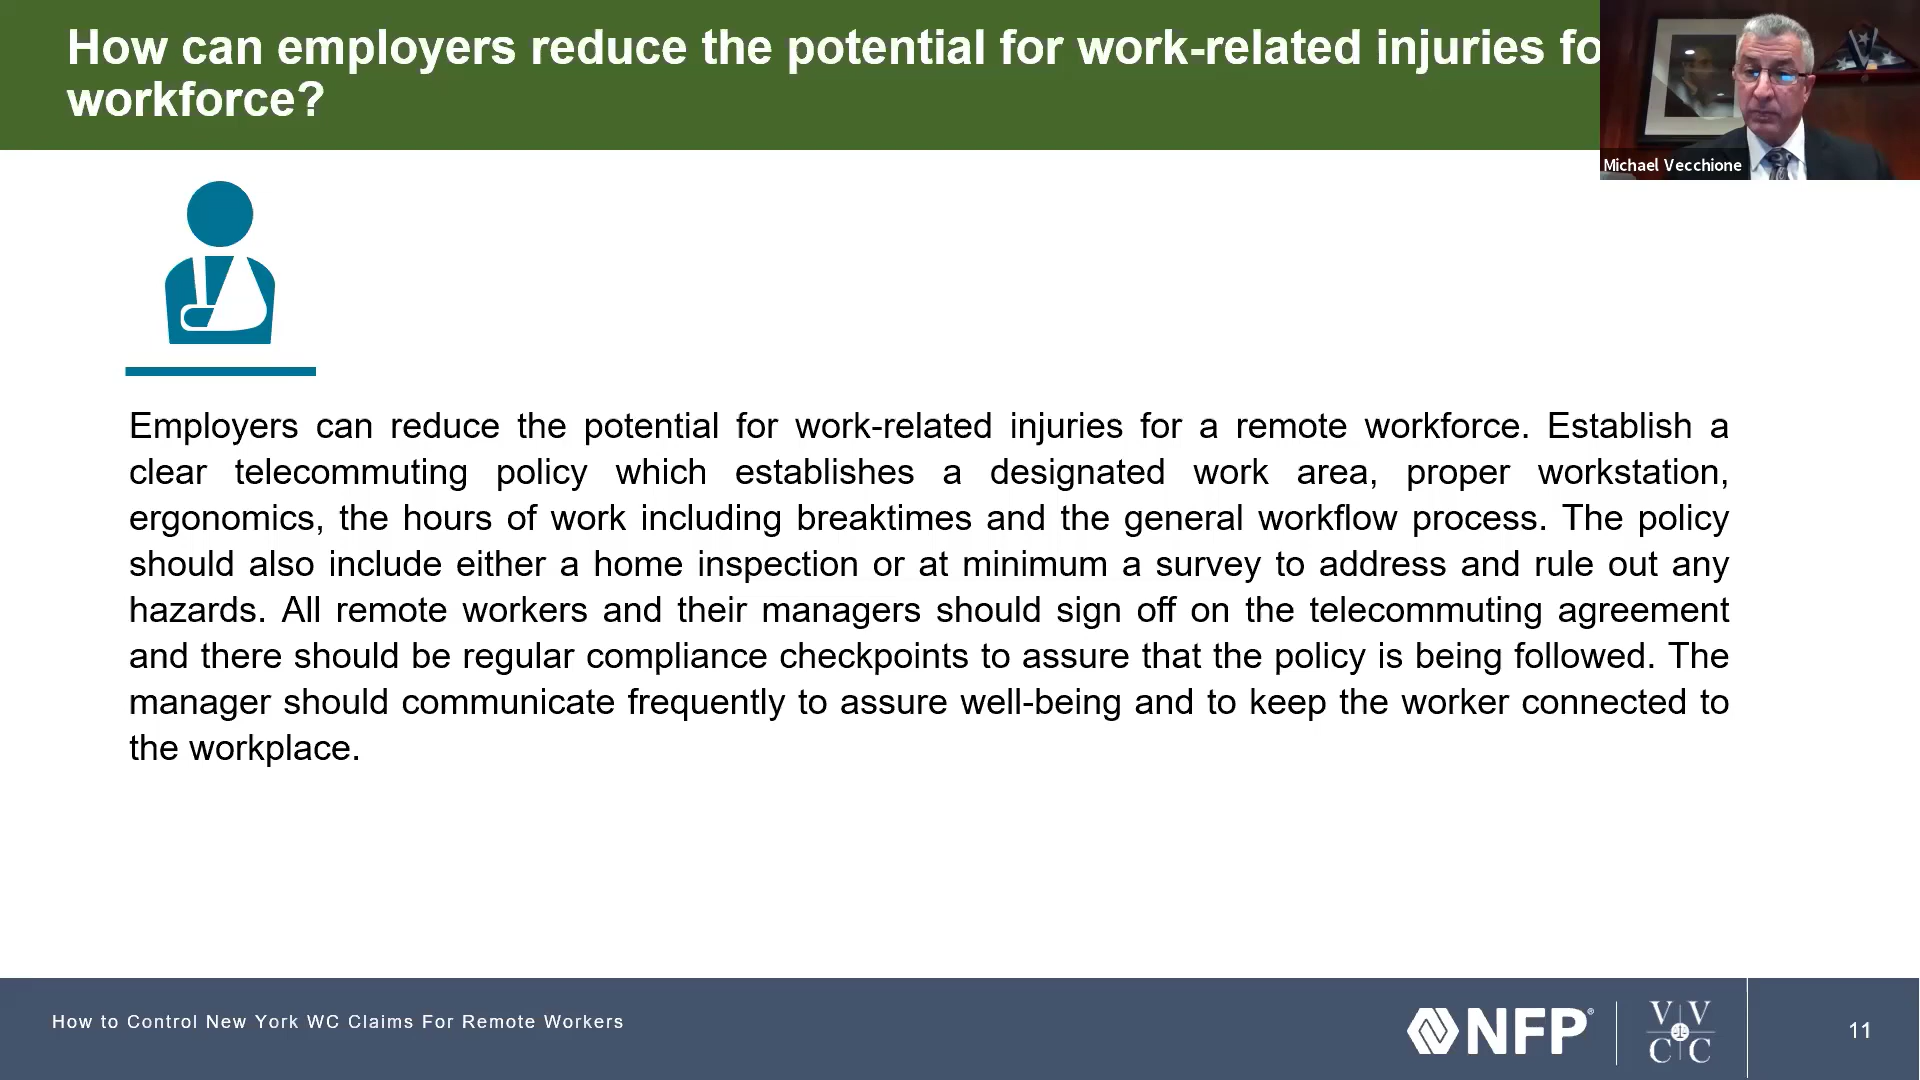 How can employers reduce the potential for work-related injuries fo
workforce?
Michael Vecchione
Employers can reduce the potential for work-related injuries for a remote workforce. Establish a
clear telecommuting policy which establishes a designated work area, proper workstation,
ergonomics, the hours of work including breaktimes and the general workflow process. The policy
should also include either a home inspection or at minimum a survey to address and rule out any
hazards. All remote workers and their managers should sign off on the telecommuting agreement
and there should be regular compliance checkpoints to assure that the policy is being followed. The
manager should communicate frequently to assure well-being and to keep the worker connected to
the workplace.
How to Control New York WC Claims For Remote Workers
NFP®
V V
C C
11